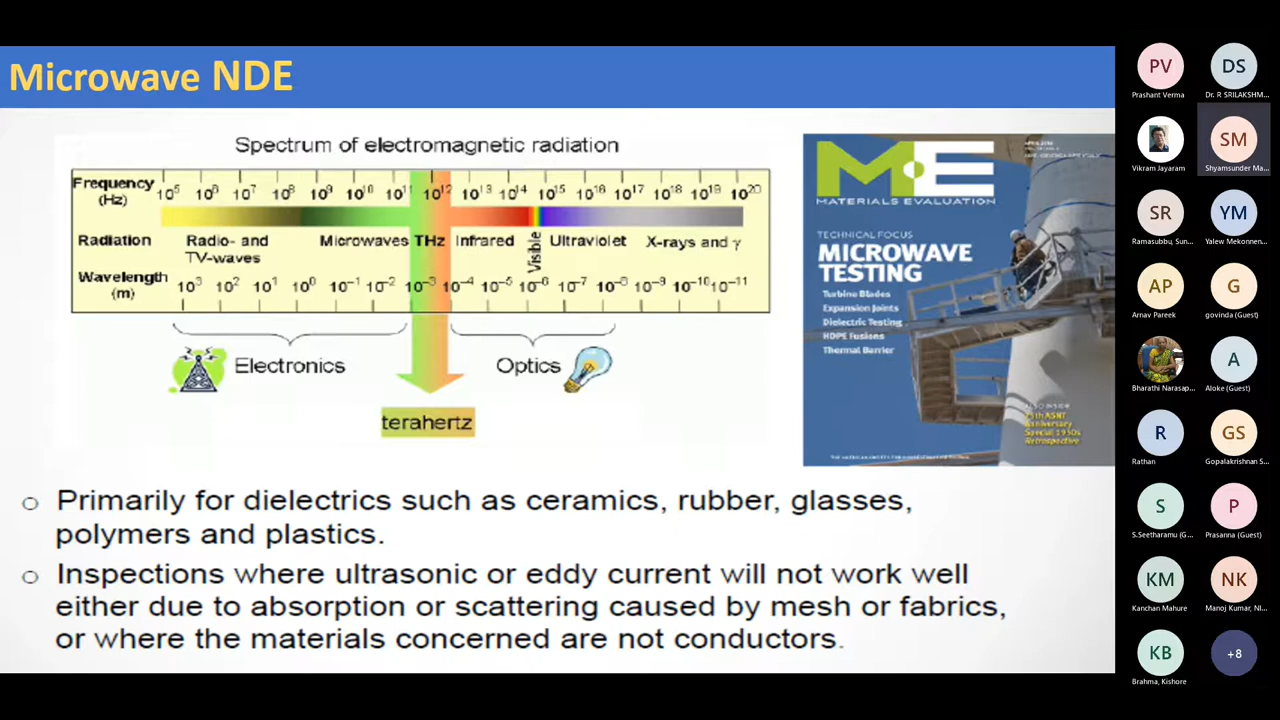 Microwave NDE
Spectrum of electromagnetic radiation
Frequency (Hz) 10⁵ 10⁶ 10⁷ 10⁸ 10⁹ 10¹⁰ 10¹¹ 10¹² 10¹³ 10¹⁴ 10¹⁵ 10¹⁶ 10¹⁷ 10¹⁸ 10¹⁹ 10²⁰
Radiation Radio- and TV-waves Microwaves THz Infrared Visible Ultraviolet X-rays and γ
Wavelength (m) 10³ 10² 10¹ 10⁰ 10⁻¹ 10⁻² 10⁻³ 10⁻⁴ 10⁻⁵ 10⁻⁶ 10⁻⁷ 10⁻⁸ 10⁻⁹ 10⁻¹⁰ 10⁻¹¹
Electronics
Optics
terahertz
M.E
MATERIALS EVALUATION
TECHNICAL FOCUS
MICROWAVE
TESTING
Turbine Blades
Expansion Joints
Dielectric Testing
HDPE Fusions
Thermal Barrier
ALSO INSIDE
75th ASNT
Anniversary
Special 1950s
Retrospective
○ Primarily for dielectrics such as ceramics, rubber, glasses,
polymers and plastics.
○ Inspections where ultrasonic or eddy current will not work well
either due to absorption or scattering caused by mesh or fabrics,
or where the materials concerned are not conductors.
PV
Prashant Verma
DS
Dr. R SRILAKSHM...
Vikram Jayaram
SM
Shyamsunder Ma...
SR
Ramasubbu, Sun...
YM
Yalew Mekonnen...
AP
Arnav Pareek
G
govinda (Guest)
Bharathi Narasap...
A
Aloke (Guest)
R
Rathan
GS
Gopalakrishnan S...
S
S.Seetharamu (G...
P
Prasanna (Guest)
KM
Kanchan Mahure
NK
Manoj Kumar, NI...
KB
Brahma, Kishore
+8